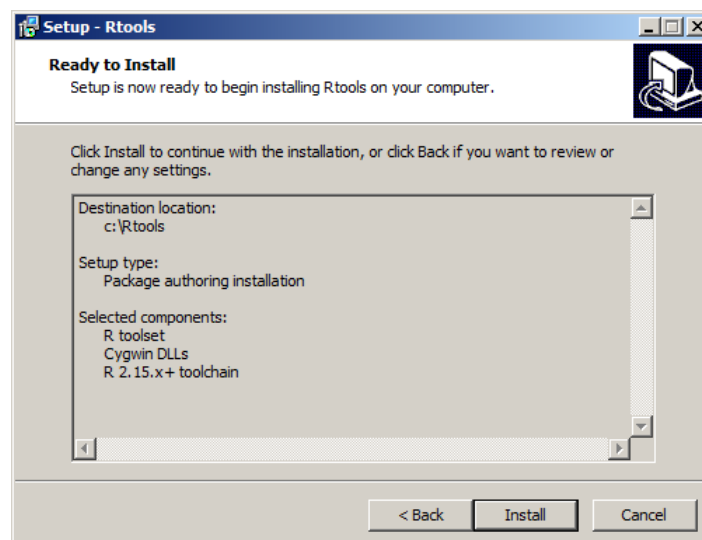 Setup - Rtools
Ready to Install
Setup is now ready to begin installing Rtools on your computer.
Click Install to continue with the installation, or click Back if you want to review or
change any settings.
Destination location:
c:\Rtools
Setup type:
Package authoring installation
Selected components:
R toolset
Cygwin DLLs
R 2.15.x+ toolchain
< Back
Install
Cancel